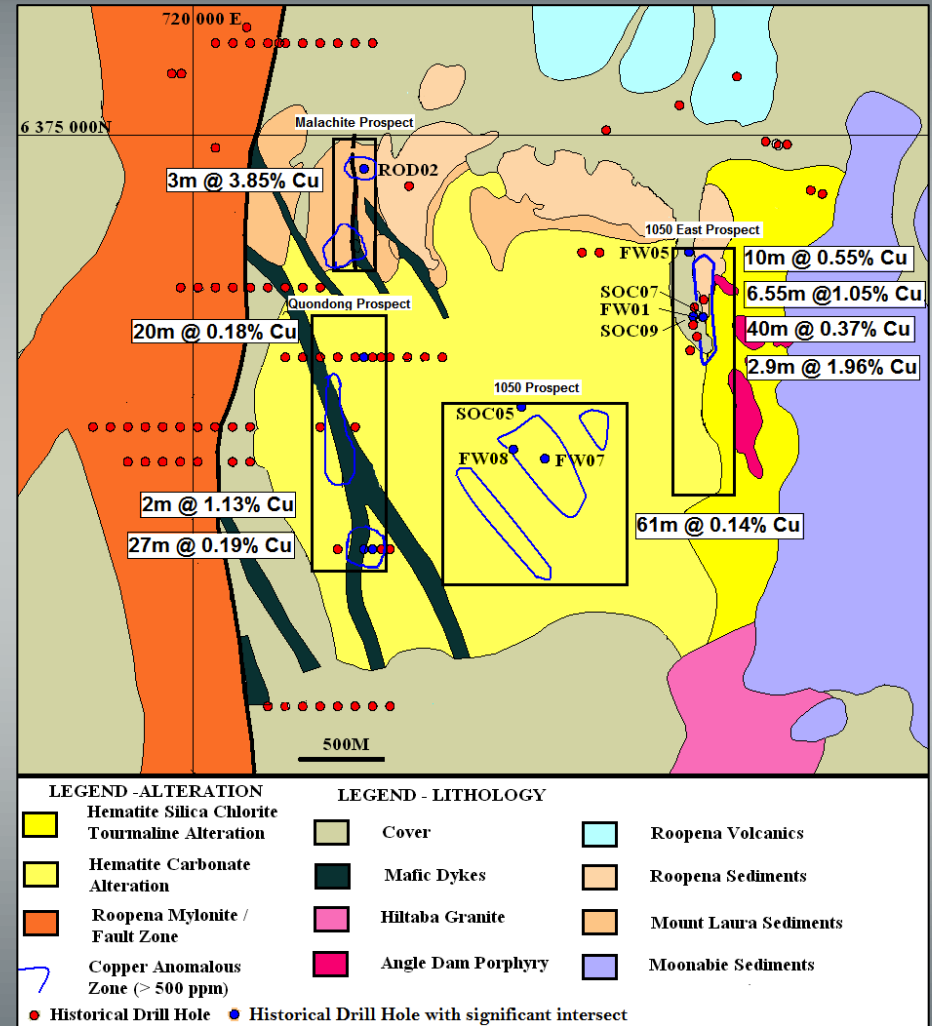 720 000 E
6 375 000N
Malachite Prospect
ROD02
3m @ 3.85% Cu
1050 East Prospect
FW05
10m @ 0.55% Cu
SOC07
6.55m @1.05% Cu
Quondong Prospect
FW01
20m @ 0.18% Cu
SOC09
40m @ 0.37% Cu
2.9m @ 1.96% Cu
1050 Prospect
SOC05
FW08
FW07
2m @ 1.13% Cu
61m @ 0.14% Cu
27m @ 0.19% Cu
500M
LEGEND -ALTERATION
Hematite Silica Chlorite
Tourmaline Alteration
Hematite Carbonate
Alteration
Roopena Mylonite /
Fault Zone
Copper Anomalous
Zone (> 500 ppm)
LEGEND - LITHOLOGY
Cover
Mafic Dykes
Hiltaba Granite
Angle Dam Porphyry
Roopena Volcanics
Roopena Sediments
Mount Laura Sediments
Moonabie Sediments
Historical Drill Hole
Historical Drill Hole with significant intersect